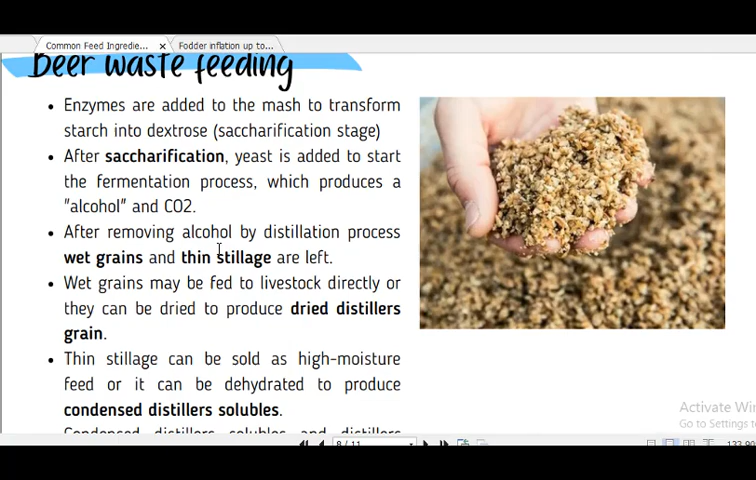 Common Feed Ingredie...
Fodder inflation up to...
Beer waste feeding
• Enzymes are added to the mash to transform
starch into dextrose (saccharification stage)
• After saccharification, yeast is added to start
the fermentation process, which produces a
"alcohol" and CO2.
• After removing alcohol by distillation process
wet grains and thin stillage are left.
• Wet grains may be fed to livestock directly or
they can be dried to produce dried distillers
grain.
• Thin stillage can be sold as high-moisture
feed or it can be dehydrated to produce
condensed distillers solubles.
Condensed distillers solubles and distillers
Activate Win
Go to Settings t
8 / 11
133.90